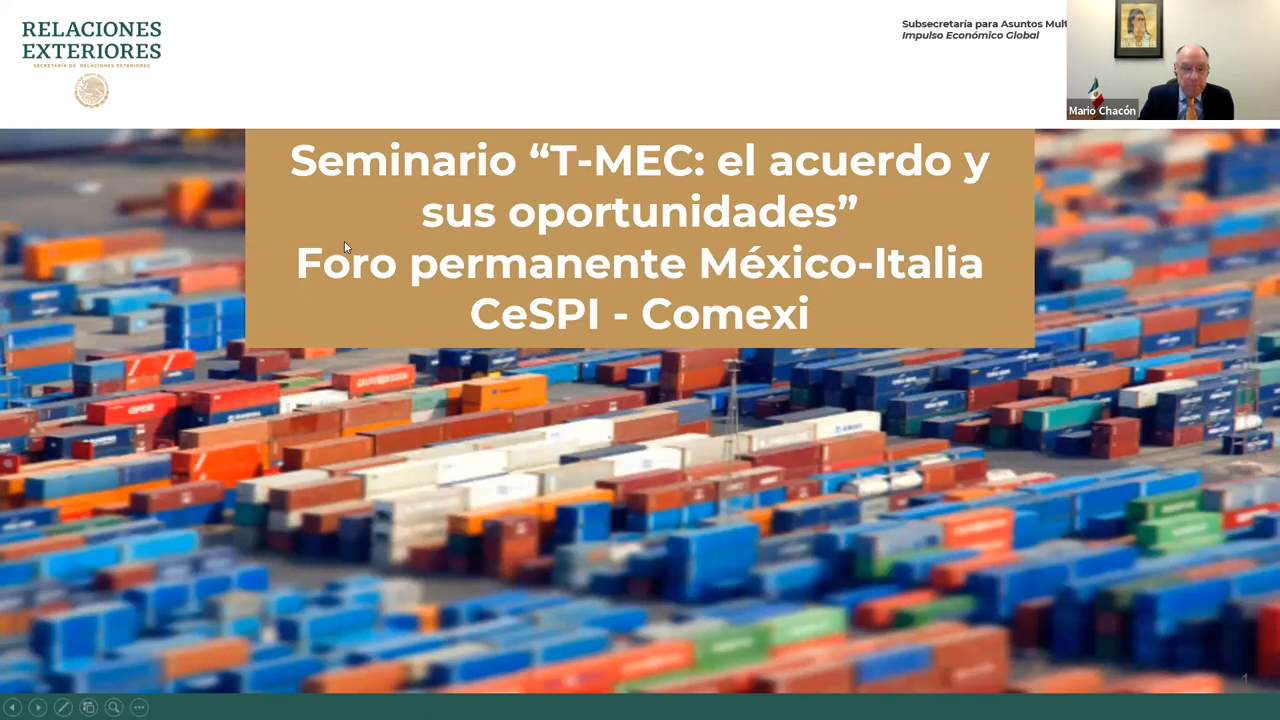 RELACIONES
EXTERIORES
SECRETARÍA DE RELACIONES EXTERIORES
Subsecretaría para Asuntos Mult
Impulso Económico Global
Mario Chacón
Seminario “T-MEC: el acuerdo y
sus oportunidades”
Foro permanente México-Italia
CeSPI - Comexi
1